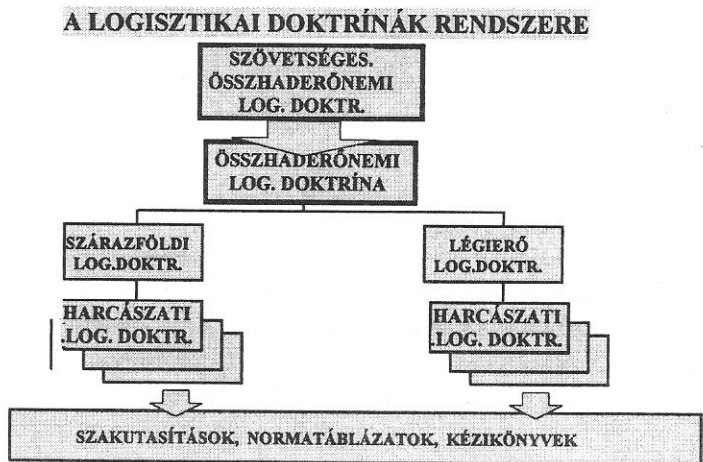 A LOGISZTIKAI DOKTRÍNÁK RENDSZERE
SZÖVETSÉGES.
ÖSSZHADERŐNEMI
LOG. DOKTR.
ÖSSZHADERŐNEMI
LOG. DOKTRÍNA
SZÁRAZFÖLDI
LOG.DOKTR.
LÉGIERŐ
LOG.DOKTR.
HARCÁSZATI
.LOG. DOKTR.
HARCÁSZATI
.LOG. DOKTR.
SZAKUTASÍTÁSOK, NORMATÁBLÁZATOK, KÉZIKÖNYVEK